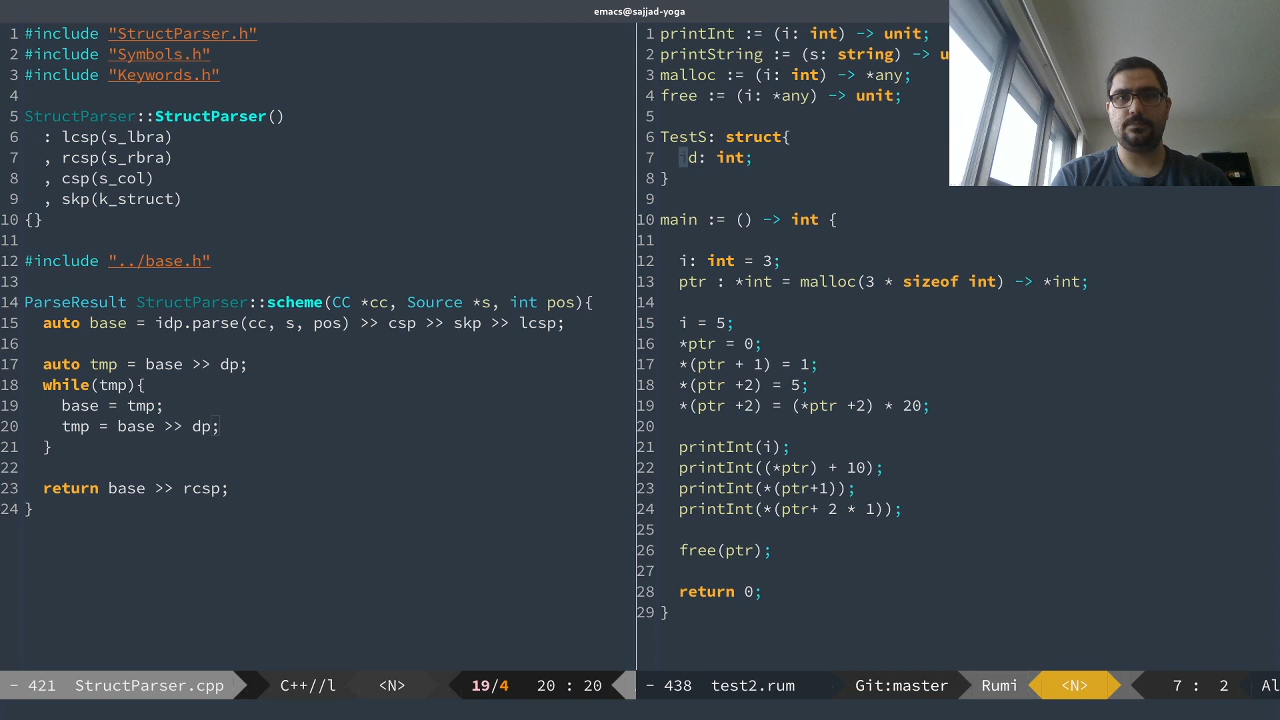 emacs@sajjad-yoga
1 #include "StructParser.h"
2 #include "Symbols.h"
3 #include "Keywords.h"
4
5 StructParser::StructParser()
6   : lcsp(s_lbra)
7   , rcsp(s_rbra)
8   , csp(s_col)
9   , skp(k_struct)
10 {}
11
12 #include "../base.h"
13
14 ParseResult StructParser::scheme(CC *cc, Source *s, int pos){
15   auto base = idp.parse(cc, s, pos) >> csp >> skp >> lcsp;
16
17   auto tmp = base >> dp;
18   while(tmp){
19     base = tmp;
20     tmp = base >> dp;
21   }
22
23   return base >> rcsp;
24 }
- 421 StructParser.cpp C++//l <N> 19/4 20 : 20
1 printInt := (i: int) -> unit;
2 printString := (s: string) -> u
3 malloc := (i: int) -> *any;
4 free := (i: *any) -> unit;
5
6 TestS: struct{
7   id: int;
8 }
9
10 main := () -> int {
11
12   i: int = 3;
13   ptr : *int = malloc(3 * sizeof int) -> *int;
14
15   i = 5;
16   *ptr = 0;
17   *(ptr + 1) = 1;
18   *(ptr +2) = 5;
19   *(ptr +2) = (*ptr +2) * 20;
20
21   printInt(i);
22   printInt((*ptr) + 10);
23   printInt(*(ptr+1));
24   printInt(*(ptr+ 2 * 1));
25
26   free(ptr);
27
28   return 0;
29 }
- 438 test2.rum Git:master Rumi <N> 7 : 2 Al